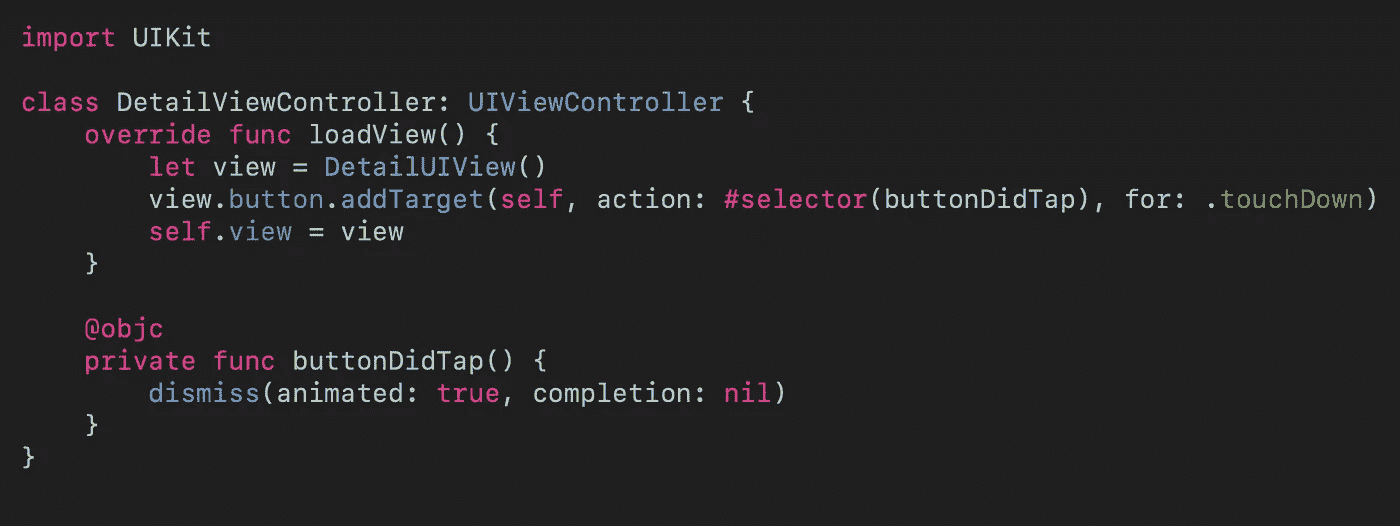 import UIKit
class DetailViewController: UIViewController {
    override func loadView() {
        let view = DetailUIView()
        view.button.addTarget(self, action: #selector(buttonDidTap), for: .touchDown)
        self.view = view
    }
    @objc
    private func buttonDidTap() {
        dismiss(animated: true, completion: nil)
    }
}